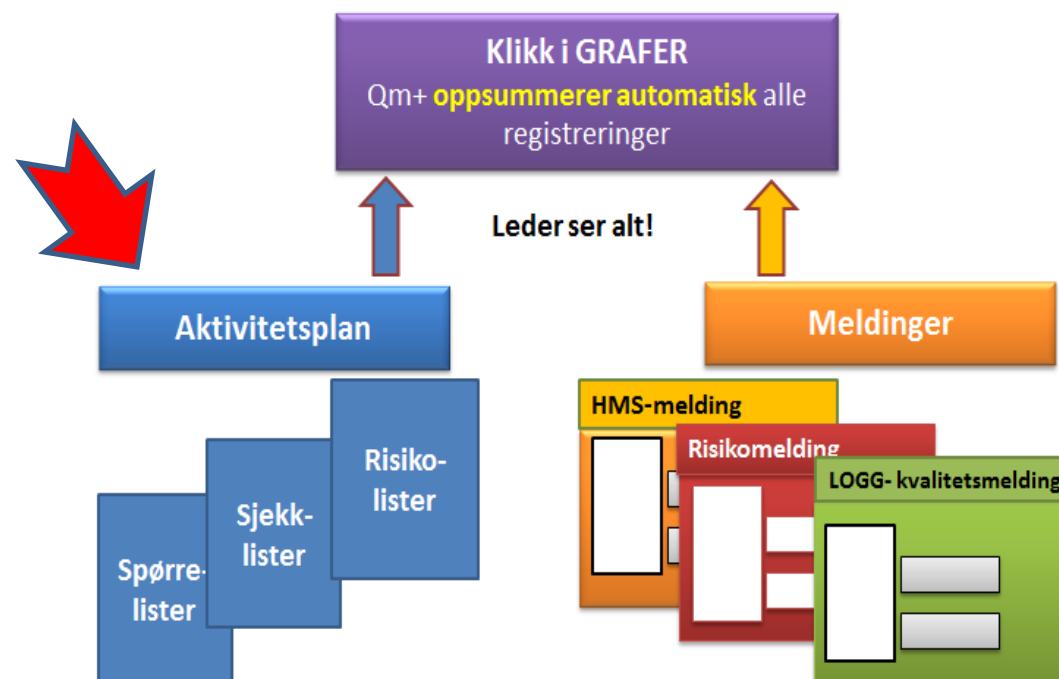 Klikk i GRAFER
Qm+ oppsummerer automatisk alle
registreringer
Leder ser alt!
Aktivitetsplan
Meldinger
Risiko-
lister
Sjekk-
lister
Spørre-
lister
HMS-melding
Risikomelding
LOGG- kvalitetsmelding